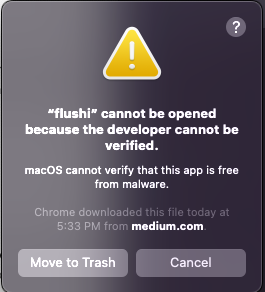 ?
“flushi” cannot be opened
because the developer cannot be
verified.
macOS cannot verify that this app is free
from malware.
Chrome downloaded this file today at
5:33 PM from medium.com.
Move to Trash
Cancel